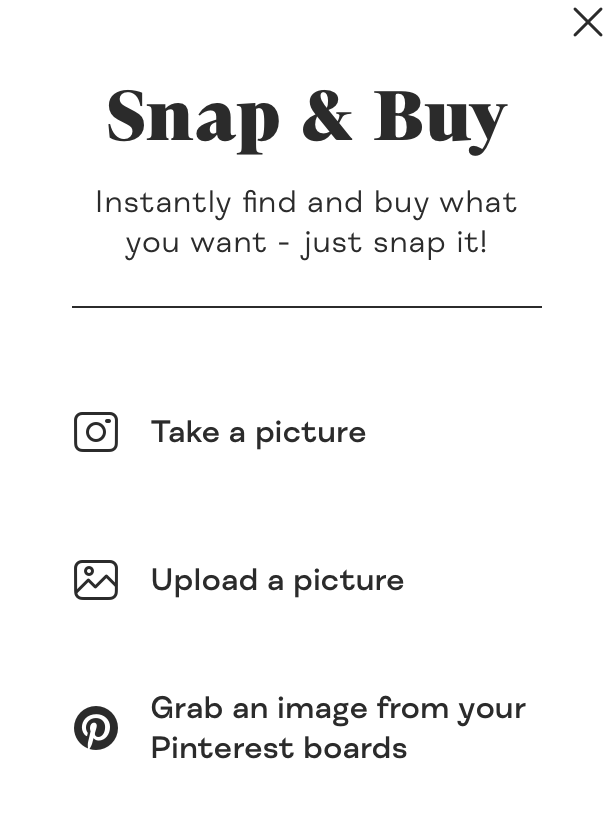 Snap & Buy
Instantly find and buy what
you want - just snap it!
Take a picture
Upload a picture
Grab an image from your
Pinterest boards